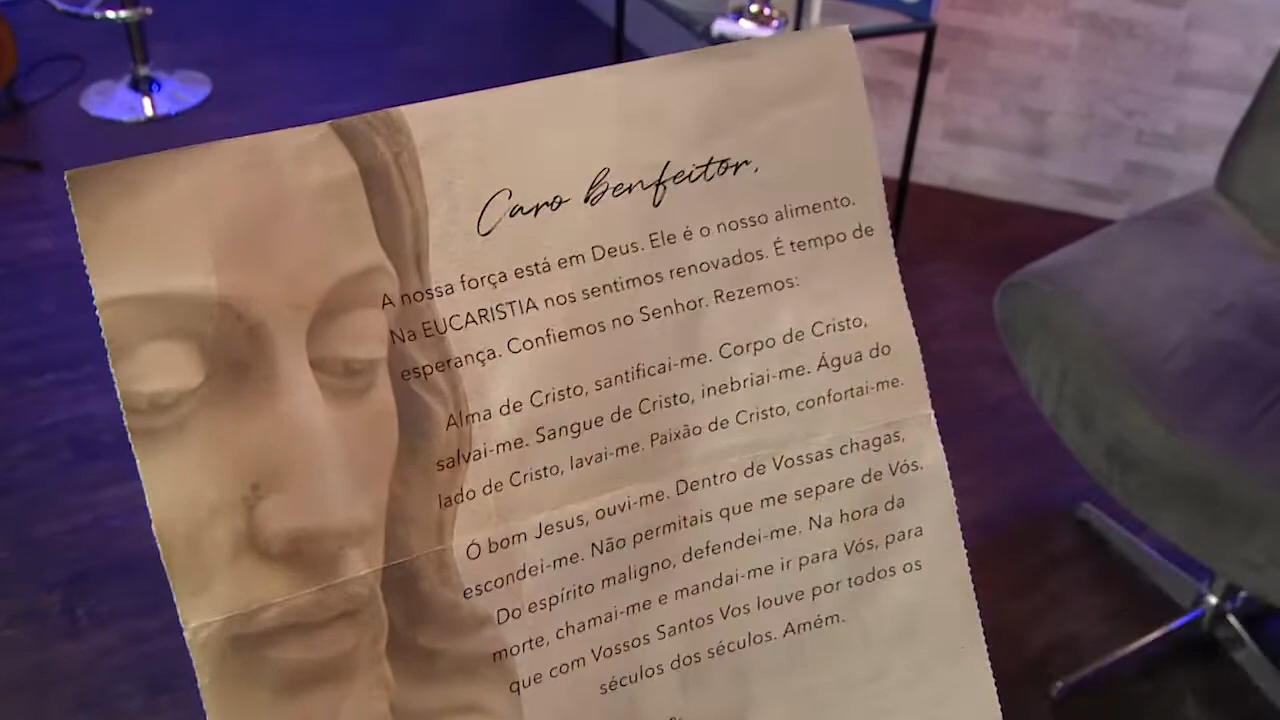 Caro Benfeitor,
A nossa força está em Deus. Ele é o nosso alimento.
Na EUCARISTIA nos sentimos renovados. É tempo de
esperança. Confiemos no Senhor. Rezemos:
Alma de Cristo, santificai-me. Corpo de Cristo,
salvai-me. Sangue de Cristo, inebriai-me. Água do
lado de Cristo, lavai-me. Paixão de Cristo, confortai-me.
Ó bom Jesus, ouvi-me. Dentro de Vossas chagas,
escondei-me. Não permitais que me separe de Vós.
Do espírito maligno, defendei-me. Na hora da
morte, chamai-me e mandai-me ir para Vós, para
que com Vossos Santos Vos louve por todos os
séculos dos séculos. Amém.